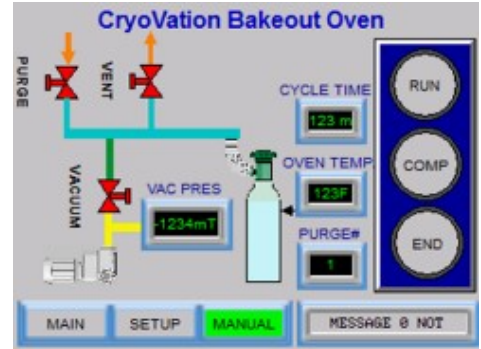 CryoVation Bakeout Oven
PURGE
VENT
CYCLE TIME
123 m
RUN
OVEN TEMP
123F
COMP
VACUUM
VAC PRES
-1234mT
PURGE#
1
END
MAIN
SETUP
MANUAL
MESSAGE 0 NOT